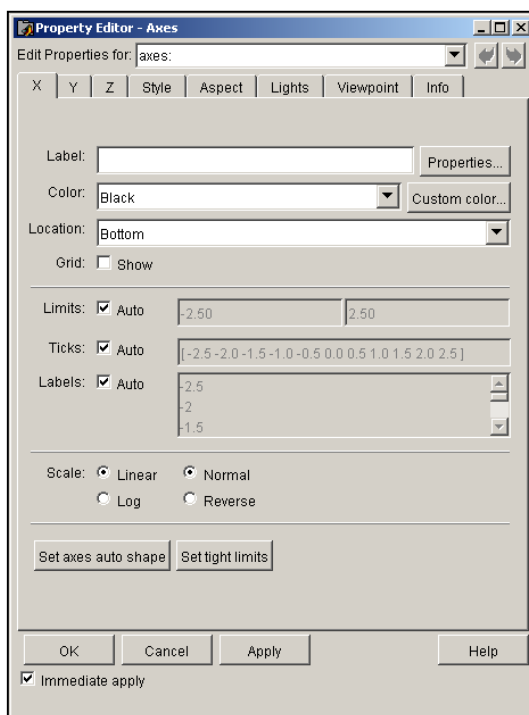 Property Editor - Axes
Edit Properties for: axes:
X Y Z Style Aspect Lights Viewpoint Info
Label: Properties...
Color: Black Custom color...
Location: Bottom
Grid: Show
Limits: Auto -2.50 2.50
Ticks: Auto [ -2.5 -2.0 -1.5 -1.0 -0.5 0.0 0.5 1.0 1.5 2.0 2.5 ]
Labels: Auto -2.5
-2
-1.5
Scale: Linear Normal
Log Reverse
Set axes auto shape Set tight limits
OK Cancel Apply Help
Immediate apply